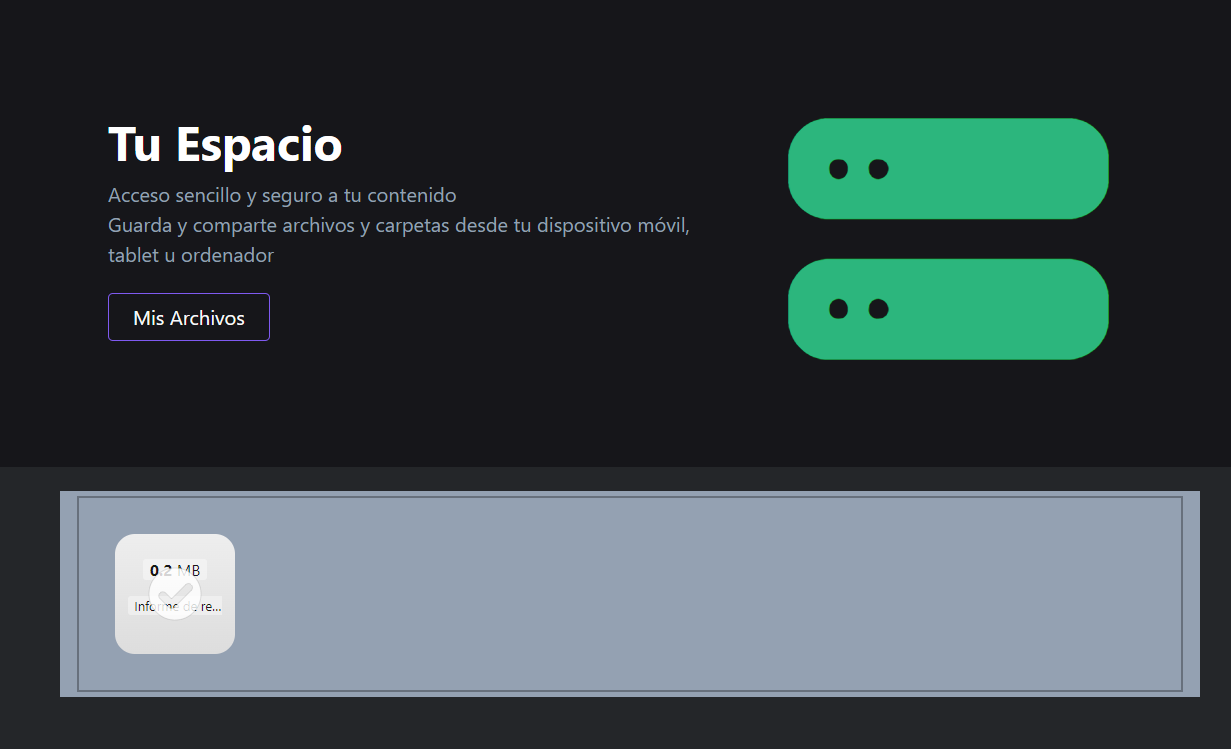 Tu Espacio
Acceso sencillo y seguro a tu contenido
Guarda y comparte archivos y carpetas desde tu dispositivo móvil,
tablet u ordenador
Mis Archivos
0.2 MB
Informe de re...